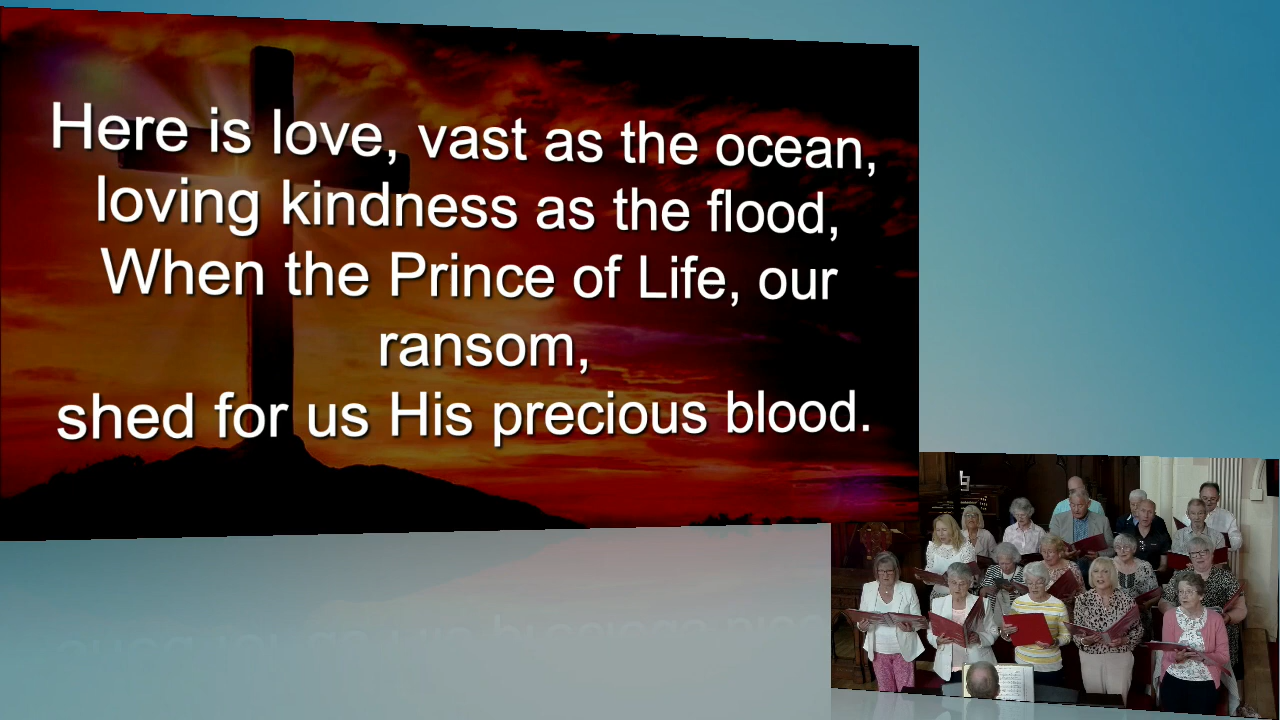 Here is love, vast as the ocean,
loving kindness as the flood,
When the Prince of Life, our
ransom,
shed for us His precious blood.